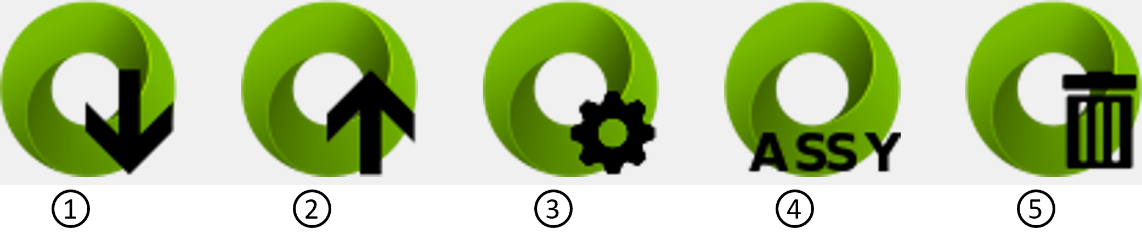 ASSY
① ② ③ ④ ⑤